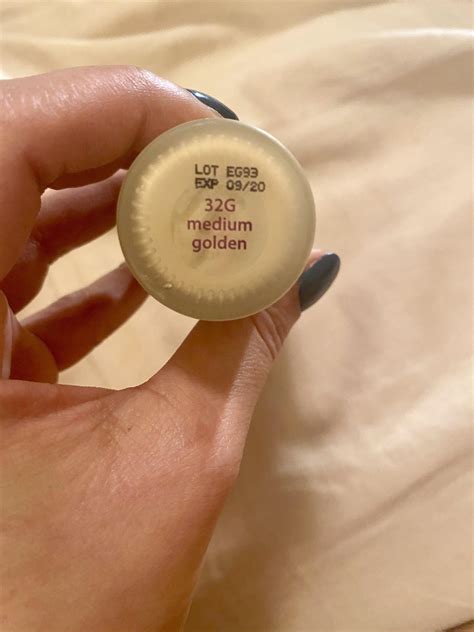 LOT EG93
EXP 09/20
32G
medium
golden